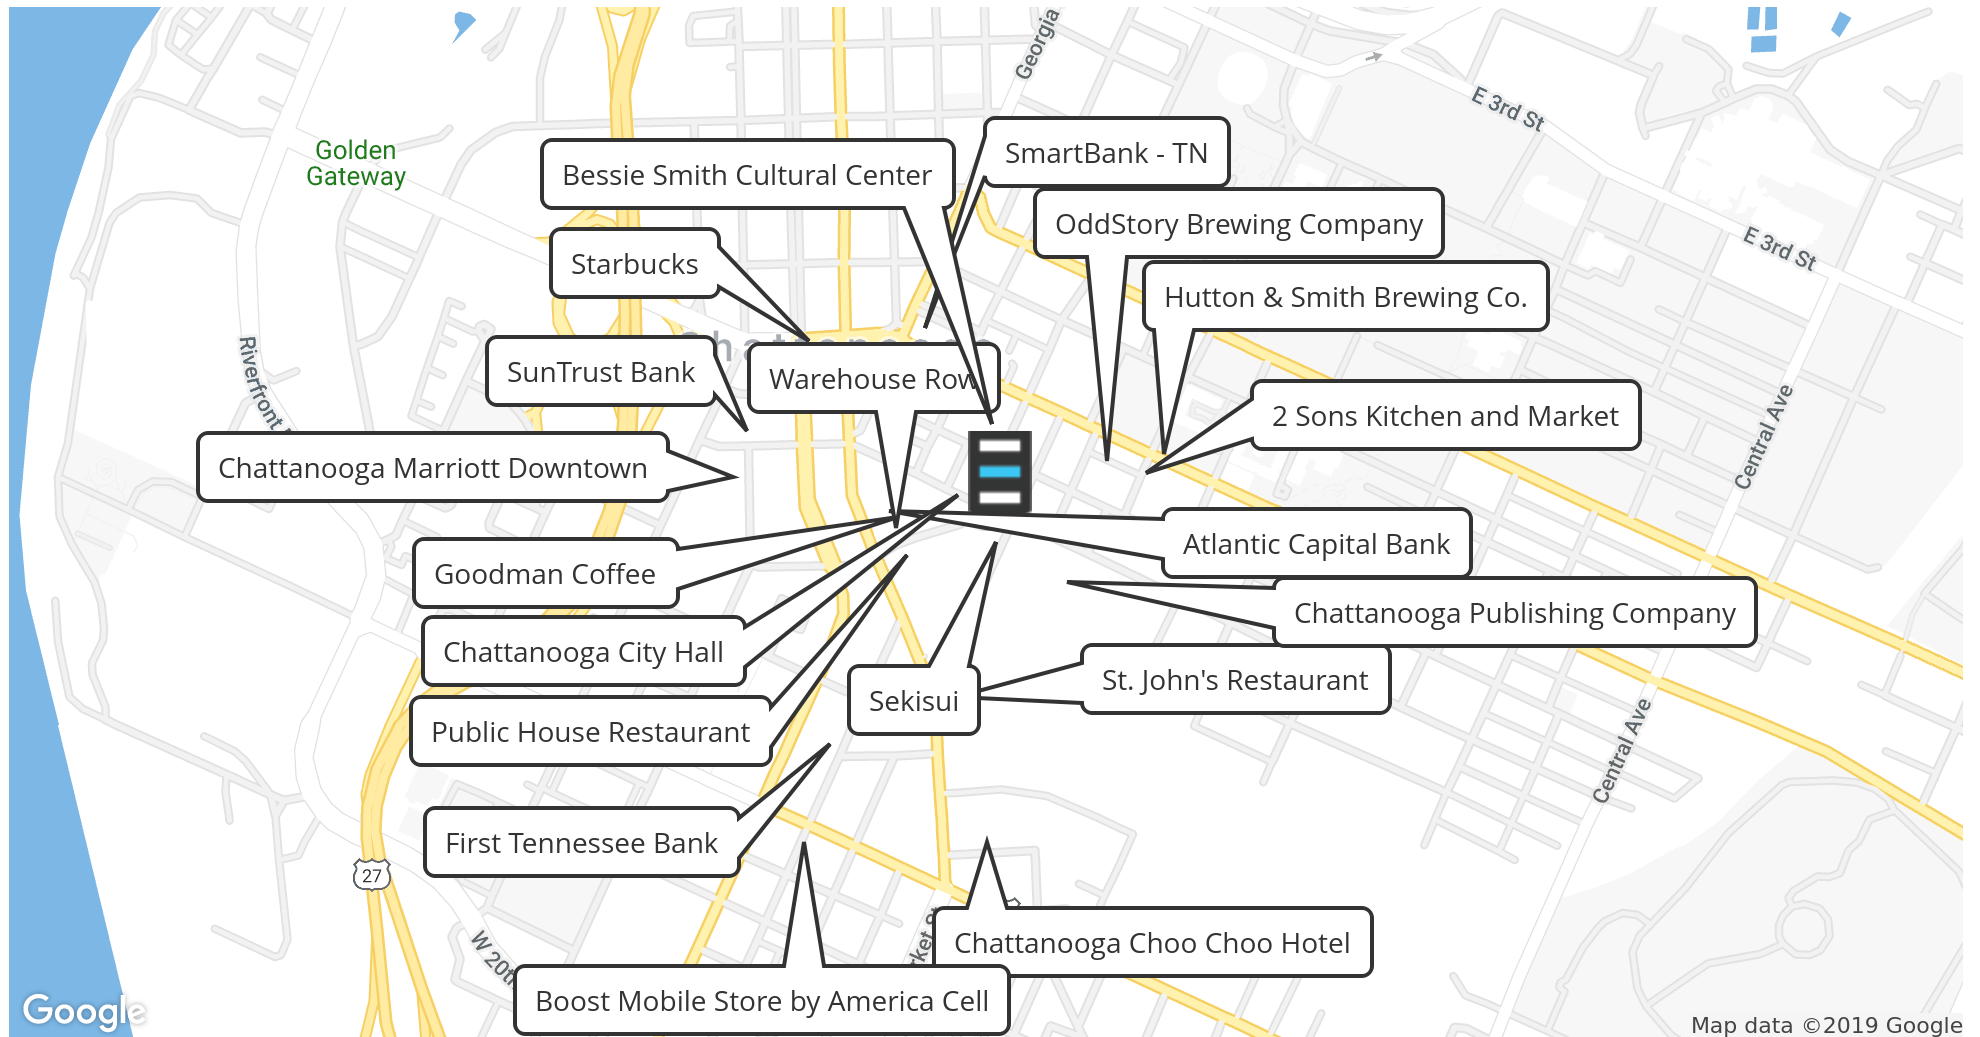 Georgia
E 3rd St
SmartBank - TN
Golden
Gateway
Bessie Smith Cultural Center
OddStory Brewing Company
E 3rd St
Starbucks
Hutton & Smith Brewing Co.
Riverfront
SunTrust Bank
Warehouse Row
2 Sons Kitchen and Market
Central Ave
Chattanooga Marriott Downtown
Atlantic Capital Bank
Goodman Coffee
Chattanooga Publishing Company
Chattanooga City Hall
St. John's Restaurant
Sekisui
Public House Restaurant
Central Ave
First Tennessee Bank
27
Chattanooga Choo Choo Hotel
W 20th
Boost Mobile Store by America Cell
Google
Map data ©2019 Google